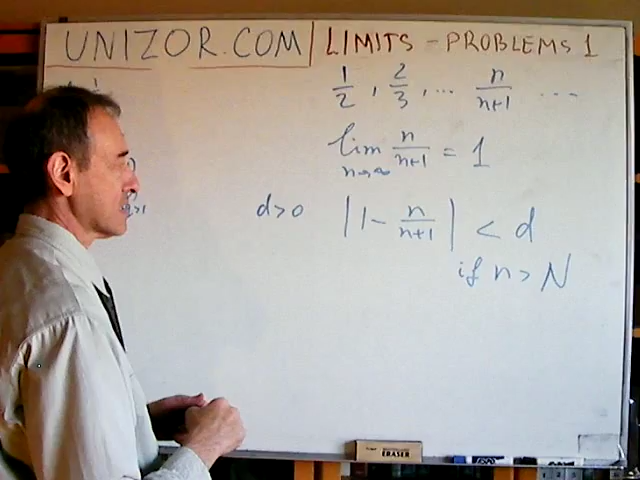 UNIZOR.COM | LIMITS - PROBLEMS 1
1/2, 2/3, ... n/n+1 ...
lim n→∞ n/n+1 = 1
d>0 |1 - n/n+1| < d
if n > N
ERASER